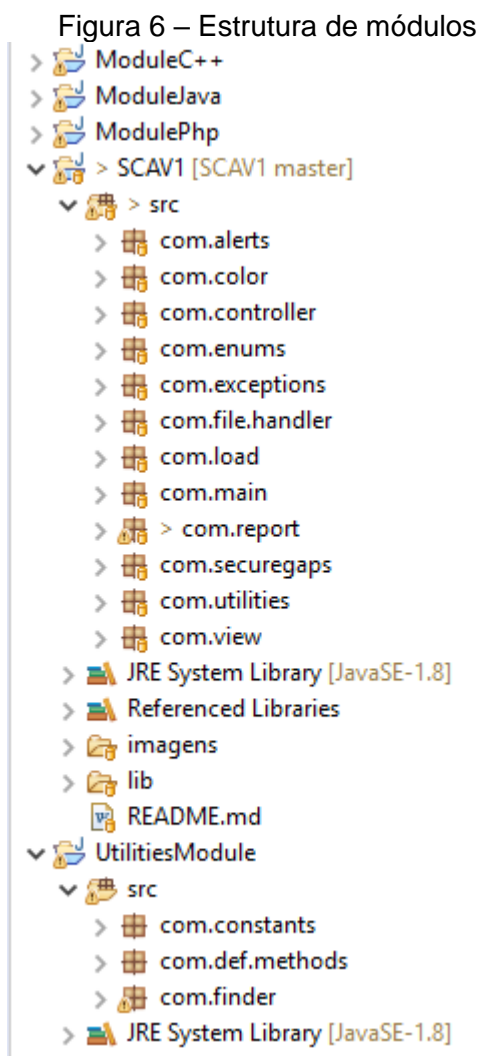 Figura 6 – Estrutura de módulos
ModuleC++
ModuleJava
ModulePhp
> SCAV1 [SCAV1 master]
> src
com.alerts
com.color
com.controller
com.enums
com.exceptions
com.file.handler
com.load
com.main
> com.report
com.securegaps
com.utilities
com.view
JRE System Library [JavaSE-1.8]
Referenced Libraries
imagens
lib
README.md
UtilitiesModule
src
com.constants
com.def.methods
com.finder
JRE System Library [JavaSE-1.8]